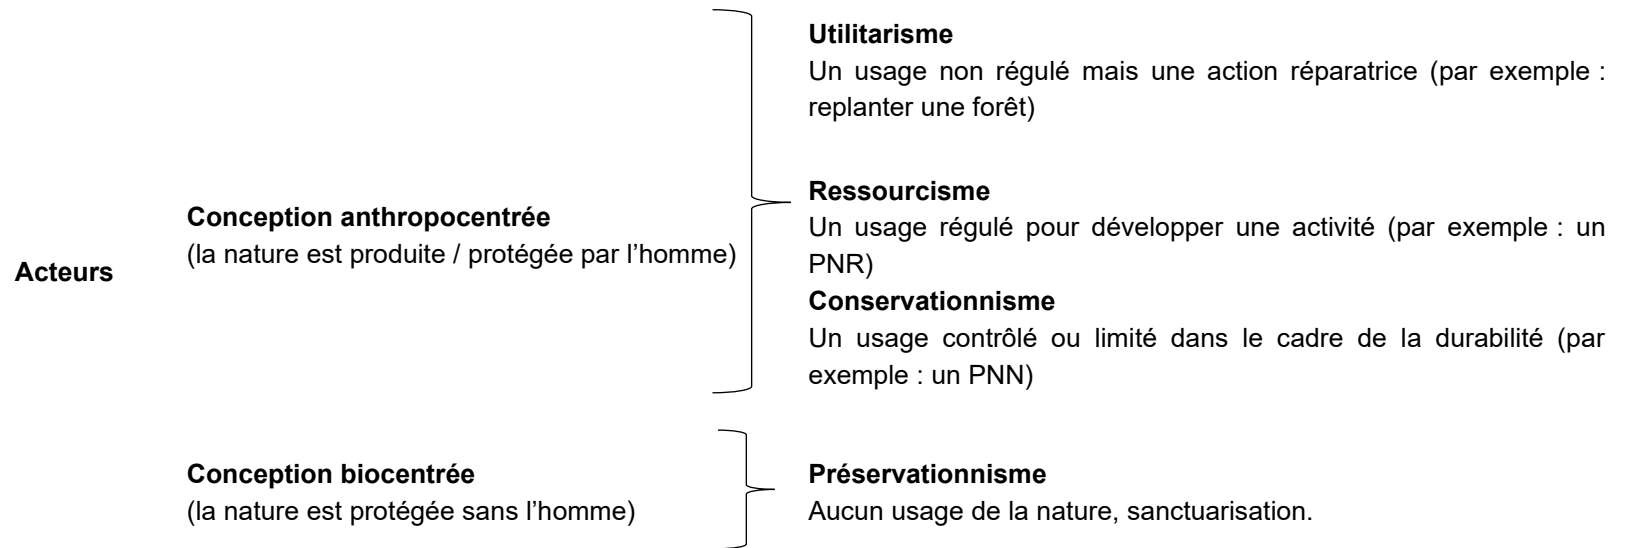 Utilitarisme
Un usage non régulé mais une action réparatrice (par exemple :
replanter une forêt)
Ressourcisme
Conception anthropocentrée
Un usage régulé pour développer une activité (par exemple : un
(la nature est produite / protégée par l’homme)
PNR)
Acteurs
Conservationnisme
Un usage contrôlé ou limité dans le cadre de la durabilité (par
exemple : un PNN)
Conception biocentrée
(la nature est protégée sans l’homme)
Préservationnisme
Aucun usage de la nature, sanctuarisation.